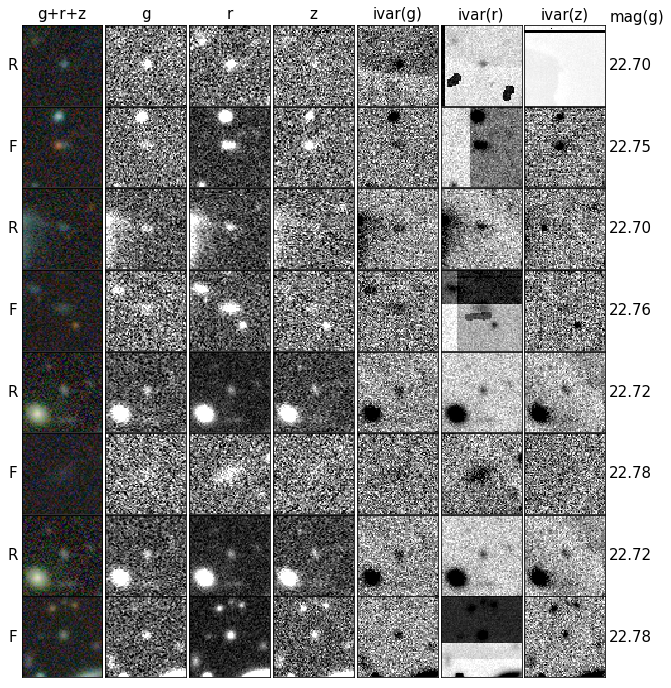 g+r+z g r z ivar(g) ivar(r) ivar(z) mag(g)
R 22.70
F 22.75
R 22.70
F 22.76
R 22.72
F 22.78
R 22.72
F 22.78